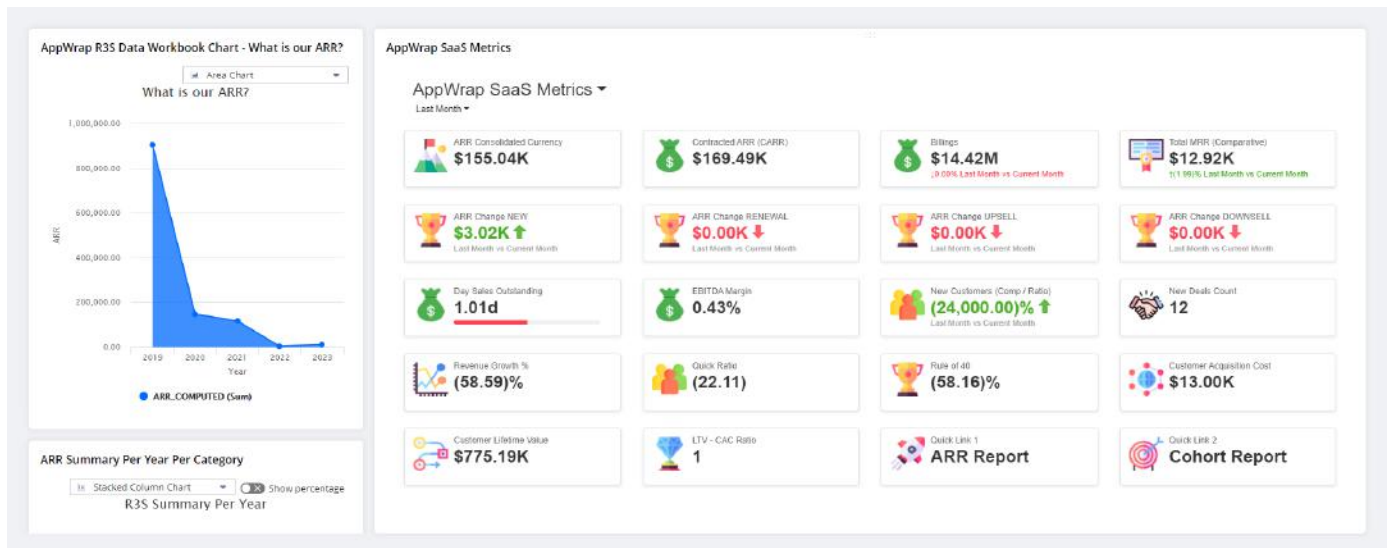 AppWrap R3S Data Workbook Chart - What is our ARR?
Area Chart
What is our ARR?
1,000,000.00
800,000.00
600,000.00
400,000.00
200,000.00
0.00
ARR
2019 2020 2021 2022 2023
Year
ARR_COMPUTED (Sum)
ARR Summary Per Year Per Category
Stacked Column Chart
Show percentage
R3S Summary Per Year
AppWrap SaaS Metrics
AppWrap SaaS Metrics
Last Month
ARR Consolidated Currency
$155.04K
Contracted ARR (CARR)
$169.49K
Billings
$14.42M
↓0.00% Last Month vs Current Month
Total MRR (Comparative)
$12.92K
↑(1.99)% Last Month vs Current Month
ARR Change NEW
$3.02K
Last Month vs Current Month
ARR Change RENEWAL
$0.00K
Last Month vs Current Month
ARR Change UPSELL
$0.00K
Last Month vs Current Month
ARR Change DOWNSELL
$0.00K
Last Month vs Current Month
Day Sales Outstanding
1.01d
EBITDA Margin
0.43%
New Customers (Comp / Ratio)
(24,000.00)%
Last Month vs Current Month
New Deals Count
12
Revenue Growth %
(58.59)%
Quick Ratio
(22.11)
Rule of 40
(58.16)%
Customer Acquisition Cost
$13.00K
Customer Lifetime Value
$775.19K
LTV - CAC Ratio
1
Quick Link 1
ARR Report
Quick Link 2
Cohort Report